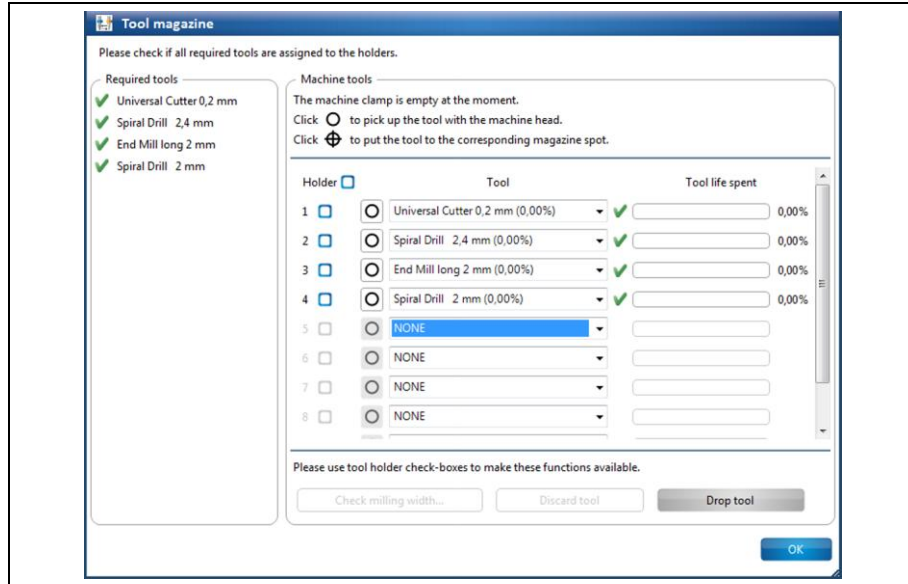 Tool magazine
Please check if all required tools are assigned to the holders.
Required tools
Universal Cutter 0,2 mm
Spiral Drill 2,4 mm
End Mill long 2 mm
Spiral Drill 2 mm
Machine tools
The machine clamp is empty at the moment.
Click to pick up the tool with the machine head.
Click to put the tool to the corresponding magazine spot.
Holder Tool Tool life spent
1 Universal Cutter 0,2 mm (0,00%) 0,00%
2 Spiral Drill 2,4 mm (0,00%) 0,00%
3 End Mill long 2 mm (0,00%) 0,00%
4 Spiral Drill 2 mm (0,00%) 0,00%
5 NONE
6 NONE
7 NONE
8 NONE
Please use tool holder check-boxes to make these functions available.
Check milling width... Discard tool Drop tool
OK